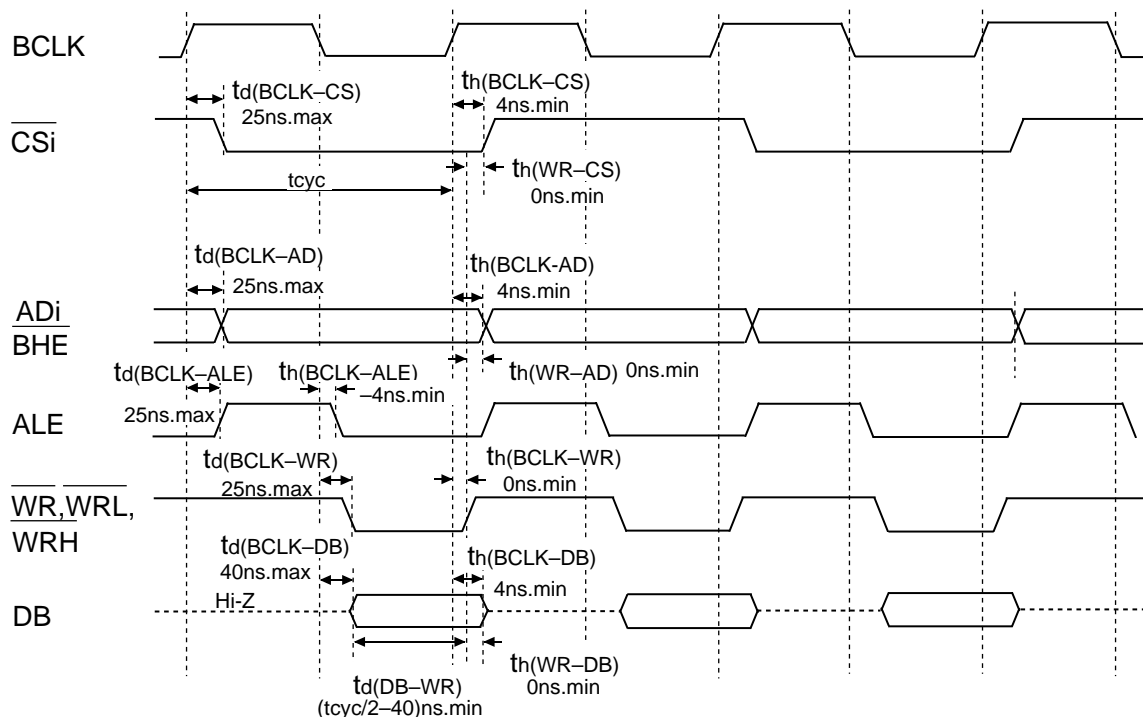 BCLK
td(BCLK–CS)
25ns.max
th(BCLK–CS)
4ns.min
CSi
th(WR–CS)
0ns.min
tcyc
td(BCLK–AD)
25ns.max
th(BCLK-AD)
4ns.min
ADi
BHE
td(BCLK–ALE)
25ns.max
th(BCLK–ALE)
–4ns.min
th(WR–AD) 0ns.min
ALE
td(BCLK–WR)
25ns.max
th(BCLK–WR)
0ns.min
WR,WRL,
WRH
td(BCLK–DB)
40ns.max
th(BCLK–DB)
4ns.min
Hi-Z
DB
th(WR–DB)
0ns.min
td(DB–WR)
(tcyc/2–40)ns.min